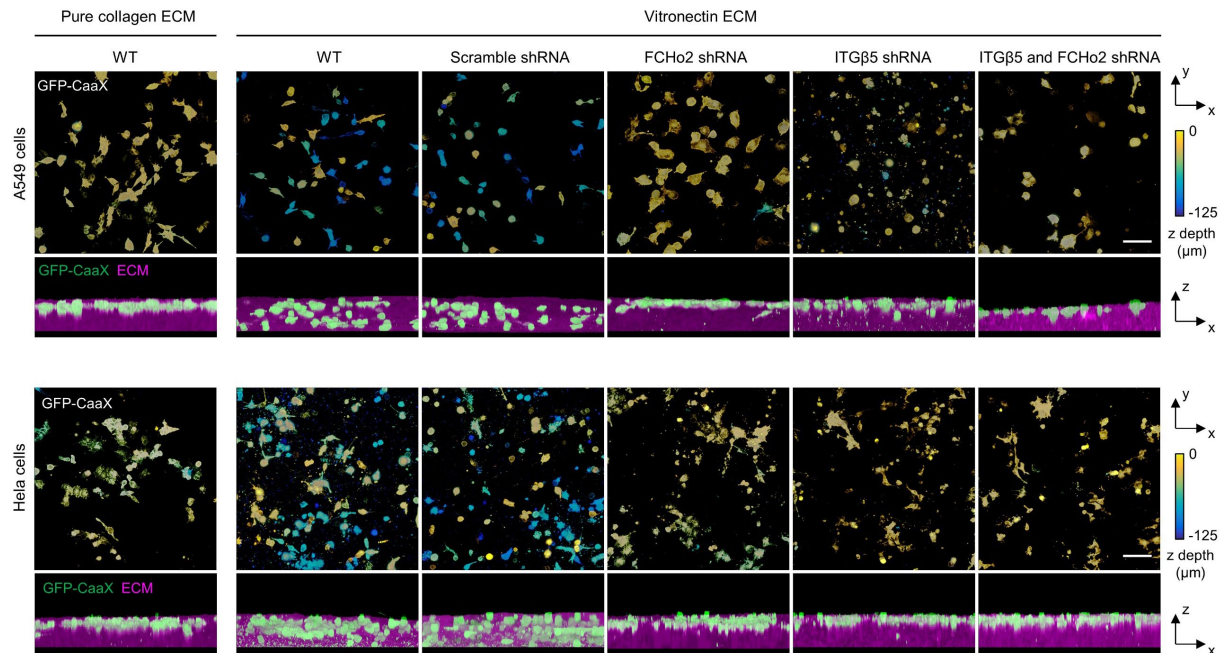 Pure collagen ECM
Vitronectin ECM
WT
WT
Scramble shRNA
FCHo2 shRNA
ITGβ5 shRNA
ITGβ5 and FCHo2 shRNA
A549 cells
GFP-CaaX
y
x
0
-125
z depth
(µm)
GFP-CaaX ECM
z
x
Hela cells
GFP-CaaX
y
x
0
-125
z depth
(µm)
GFP-CaaX ECM
z
x